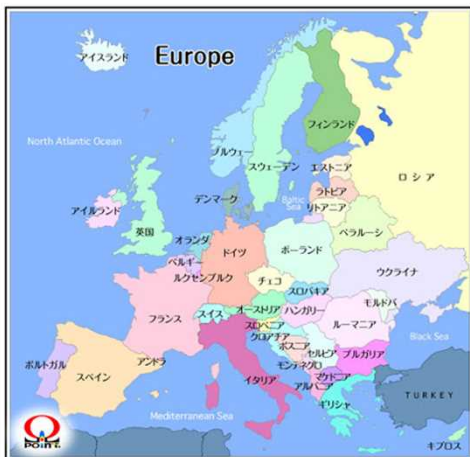 アイスランド
Europe
フィンランド
North Atlantic Ocean
ノルウェー
スウェーデン
エストニア
ロシア
ラトビア
デンマーク
Baltic
Sea
リトアニア
アイルランド
英国
ベラルーシ
オランダ
ドイツ
ポーランド
ベルギー
ルクセンブルク
チェコ
ウクライナ
スロバキア
フランス
スイス
オーストリア
ハンガリー
モルドバ
スロベニア
クロアチア
ルーマニア
ボスニア
セルビア
Black Sea
ポルトガル
スペイン
アンドラ
イタリア
モンテネグロ
ブルガリア
マケドニア
アルバニア
TURKEY
Mediterranean Sea
ギリシャ
キプロス
POINT